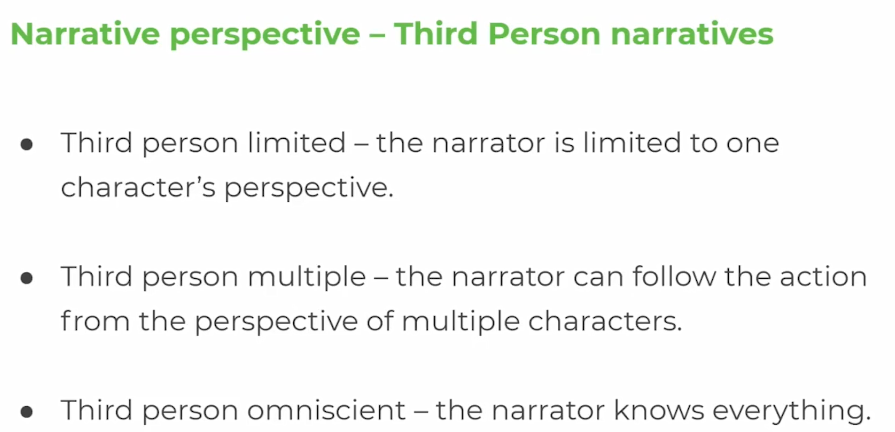 Narrative perspective – Third Person narratives
● Third person limited – the narrator is limited to one
character’s perspective.
● Third person multiple – the narrator can follow the action
from the perspective of multiple characters.
● Third person omniscient – the narrator knows everything.